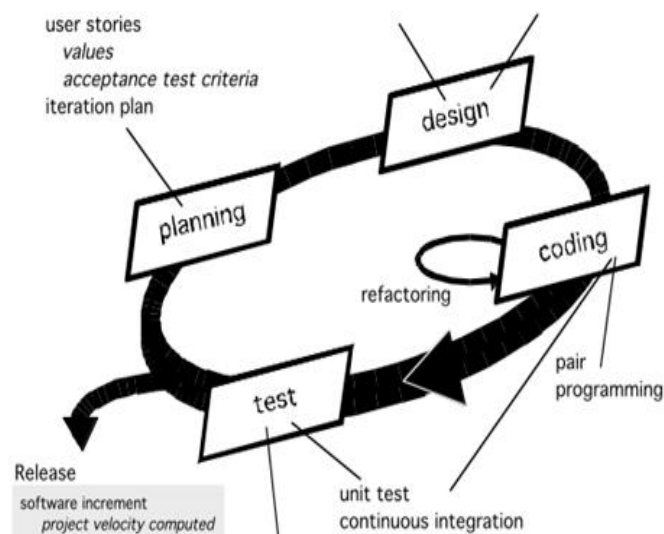 user stories
values
acceptance test criteria
iteration plan
design
planning
coding
refactoring
test
pair
programming
unit test
continuous integration
Release
software increment
project velocity computed